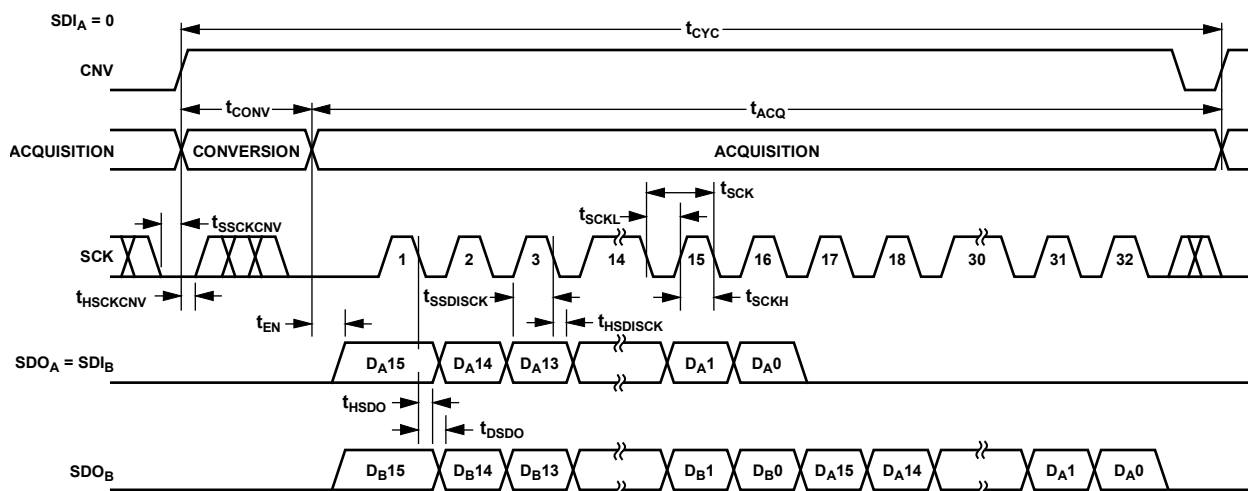 SDIA = 0
tCYC
CNV
tCONV
tACQ
ACQUISITION
CONVERSION
ACQUISITION
tSCK
tSCKL
tSSCKCNV
SCK
1 2 3 14 15 16 17 18 30 31 32
tHSCKCNV
tSSDISCK
tSCKH
tEN
tHSDISCK
SDOA = SDIB
DA15 DA14 DA13 DA1 DA0
tHSDO
tDSDO
SDOB
DB15 DB14 DB13 DB1 DB0 DA15 DA14 DA1 DA0